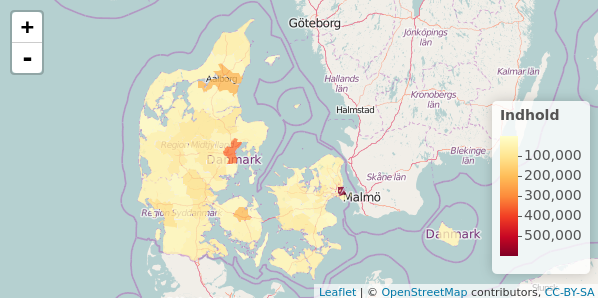 +
-
Göteborg
Jönköpings
län
Hallands
län
Kalmar län
Kronobergs
län
Halmstad
Aalborg
Region Midtjylland
Danmark
Blekinge
län
Skåne län
Malmö
Region Syddanmark
Danmark
Indhold
100,000
200,000
300,000
400,000
500,000
Leaflet | © OpenStreetMap contributors, CC-BY-SA